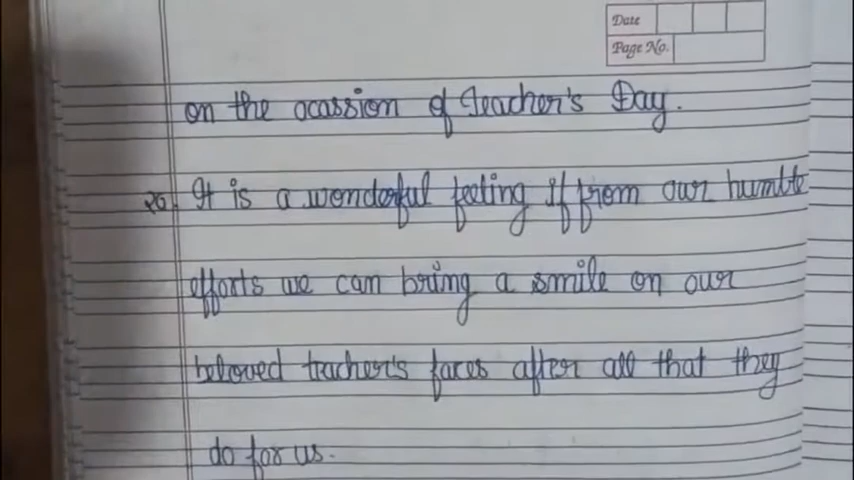 Date
Page No.
on the ocassion of Teacher's Day.
20. It is a wonderful feeling if from our humble
efforts we can bring a smile on our
beloved teacher's faces after all that they
do for us.